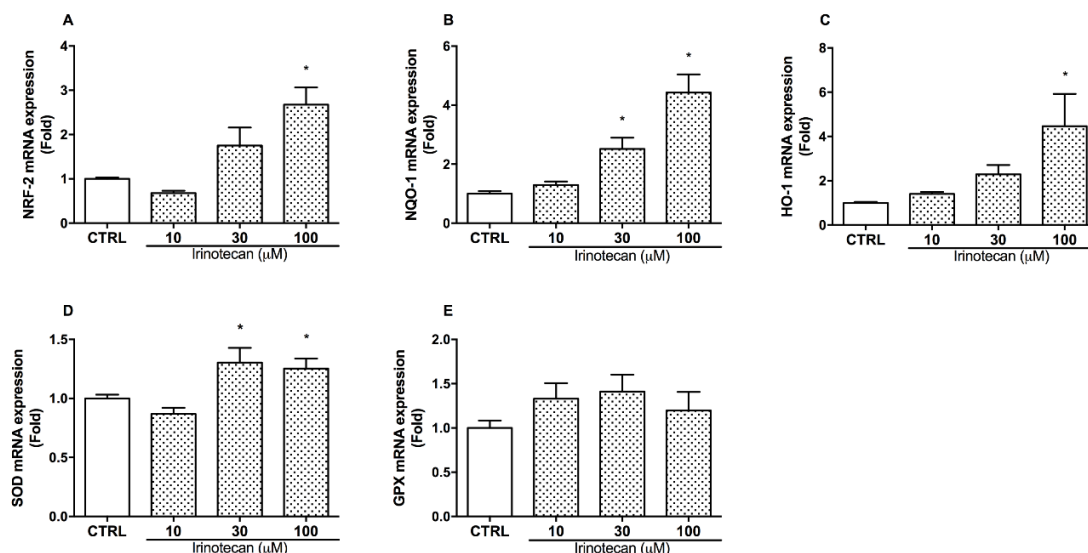 A
NRF-2 mRNA expression
(Fold)
4
3
2
1
0
*
CTRL 10 30 100
Irinotecan (μM)
B
NQO-1 mRNA expression
(Fold)
6
4
2
0
* *
CTRL 10 30 100
Irinotecan (μM)
C
HO-1 mRNA expression
(Fold)
8
6
4
2
0
*
CTRL 10 30 100
Irinotecan (μM)
D
SOD mRNA expression
(Fold)
1.5
1.0
0.5
0.0
* *
CTRL 10 30 100
Irinotecan (μM)
E
GPX mRNA expression
(Fold)
2.0
1.5
1.0
0.5
0.0
CTRL 10 30 100
Irinotecan (μM)